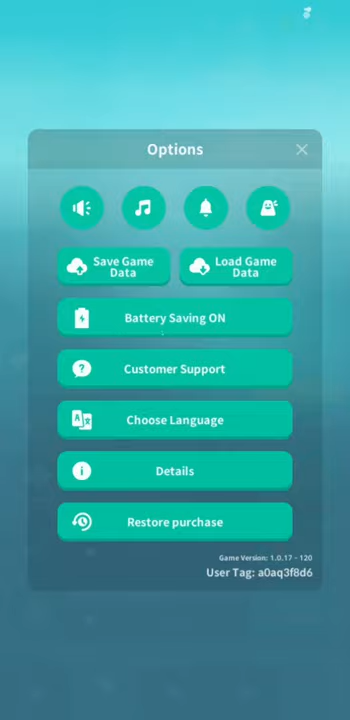 Options
Save Game
Data
Load Game
Data
Battery Saving ON
Customer Support
Choose Language
Details
Restore purchase
Game Version: 1.0.17 - 120
User Tag: a0aq3f8d6